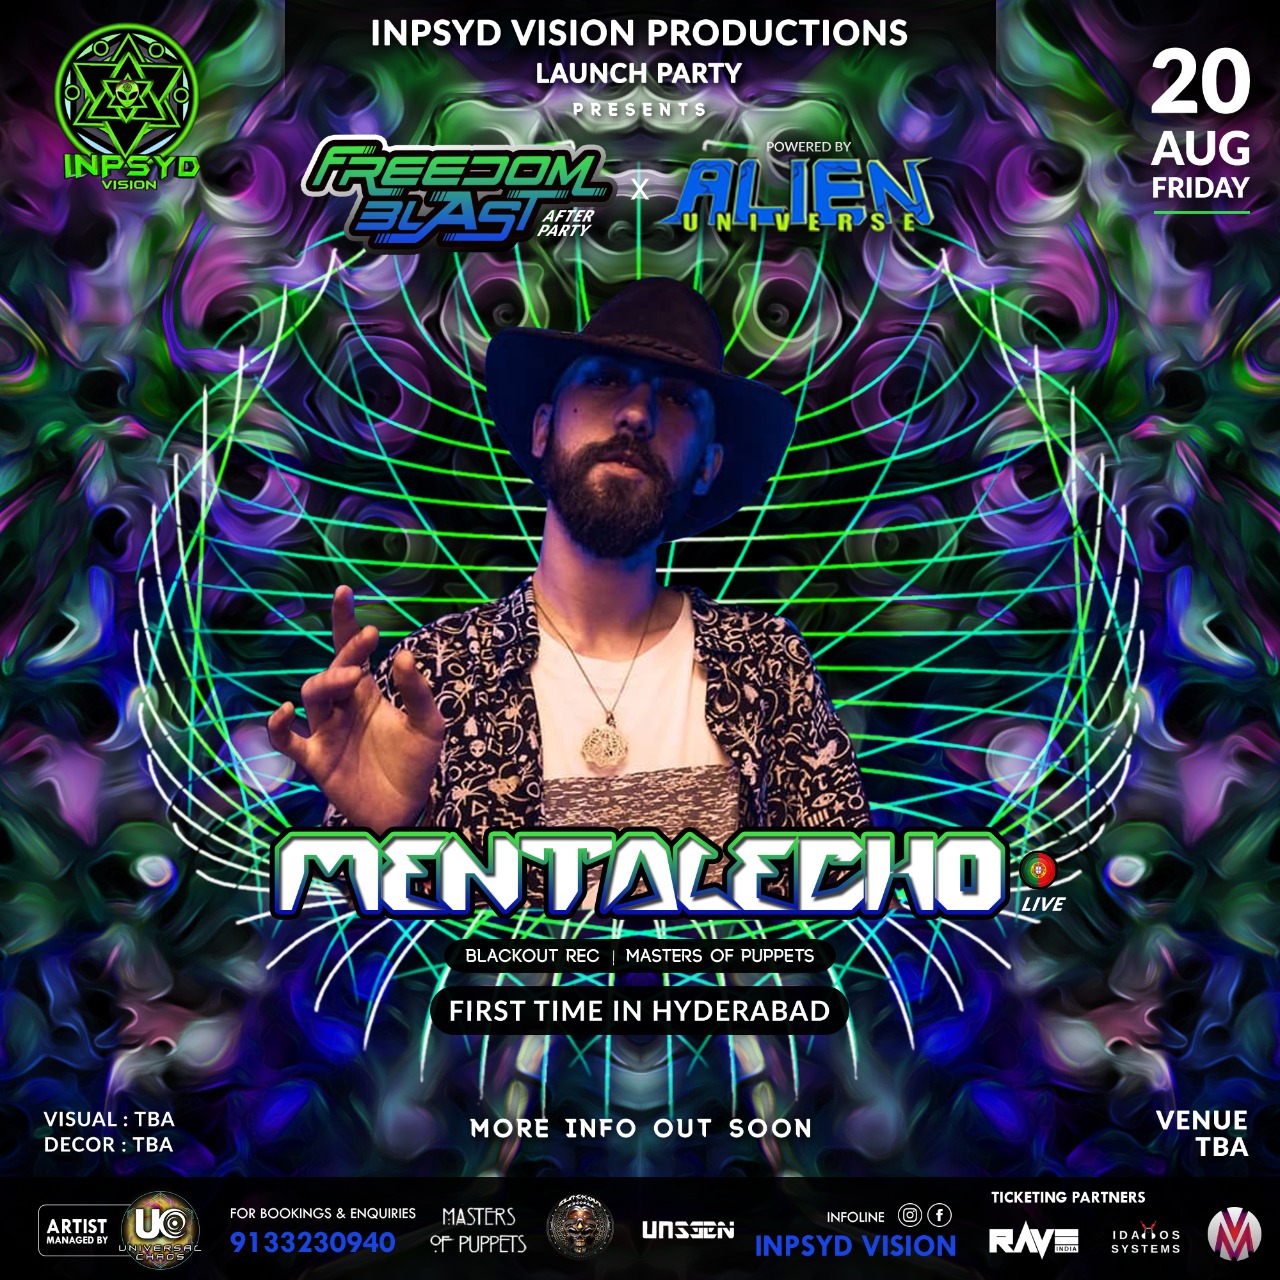 INPSYD VISION PRODUCTIONS
LAUNCH PARTY
PRESENTS
INPSYD
VISION
20
AUG
FRIDAY
FREEDOM
BLAST
AFTER
PARTY
X
POWERED BY
ALIEN
UNIVERSE
MENTALECHO
LIVE
BLACKOUT REC | MASTERS OF PUPPETS
FIRST TIME IN HYDERABAD
VISUAL : TBA
DECOR : TBA
MORE INFO OUT SOON
VENUE
TBA
ARTIST
MANAGED BY
UC
UNIVERSAL
CHAOS
FOR BOOKINGS & ENQUIRIES
9133230940
MASTERS
OF PUPPETS
UNSEEN
INFOLINE
INPSYD VISION
TICKETING PARTNERS
RAVE
INDIA
SYSTEMS